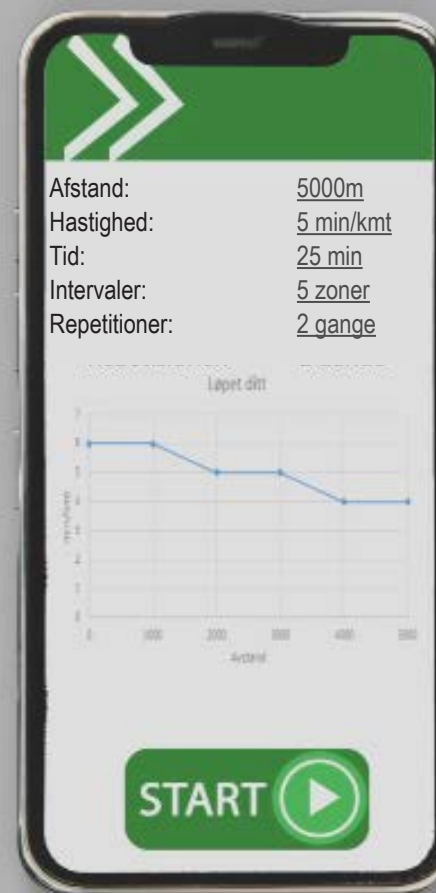 Afstand: 5000m
Hastighed: 5 min/kmt
Tid: 25 min
Intervaler: 5 zoner
Repetitioner: 2 gange
Løpet ditt
7
6
5
4
3
2
1
0
0 1000 2000 3000 4000 5000
Avstand
START